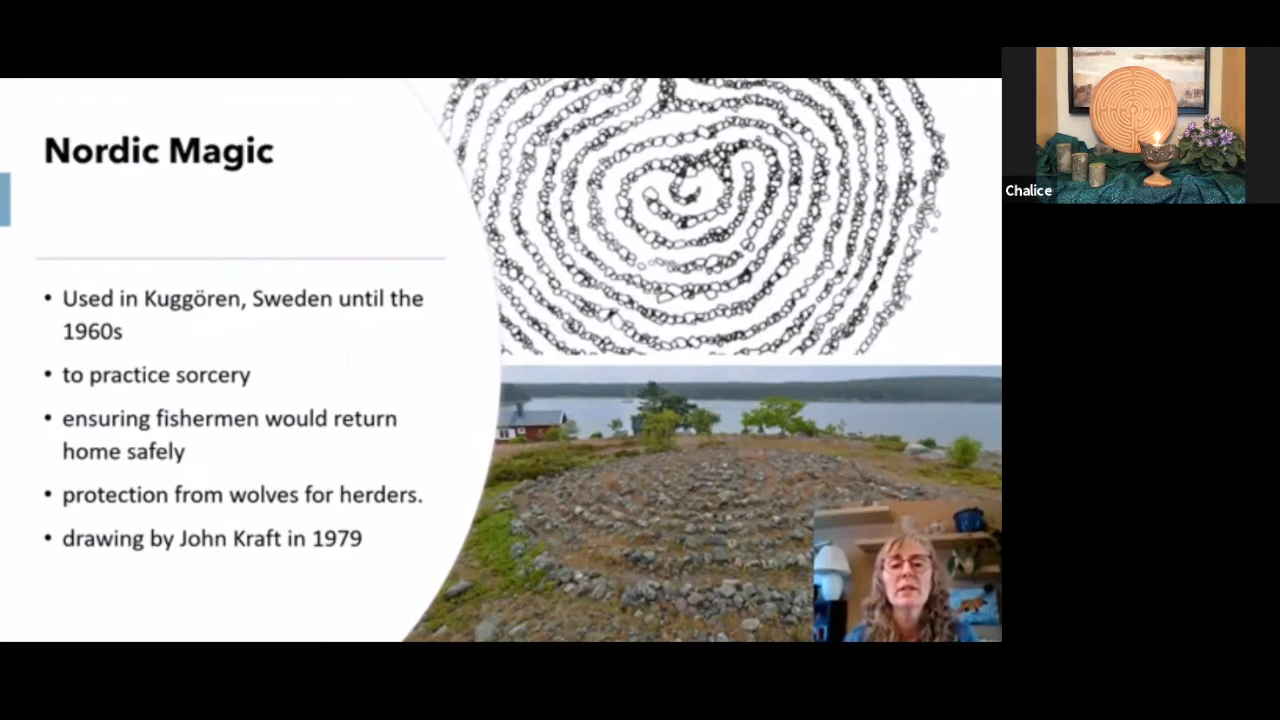 Nordic Magic
• Used in Kuggören, Sweden until the
1960s
• to practice sorcery
• ensuring fishermen would return
home safely
• protection from wolves for herders.
• drawing by John Kraft in 1979
Chalice